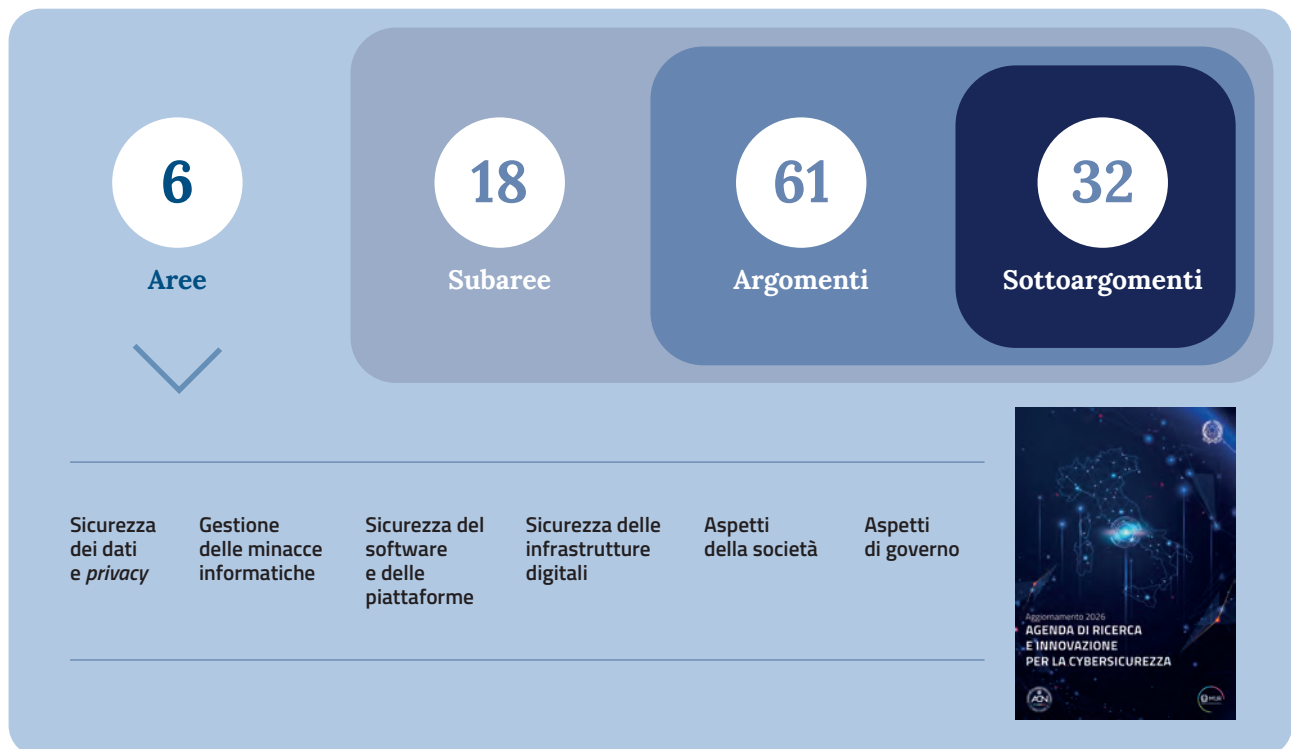 6
Aree
18
Subaree
61
Argomenti
32
Sottoargomenti
Sicurezza
dei dati
e privacy
Gestione
delle minacce
informatiche
Sicurezza del
software
e delle
piattaforme
Sicurezza delle
infrastrutture
digitali
Aspetti
della società
Aspetti
di governo
Aggiornamento 2026
AGENDA DI RICERCA
E INNOVAZIONE
PER LA CYBERSICUREZZA
ACN
MUR